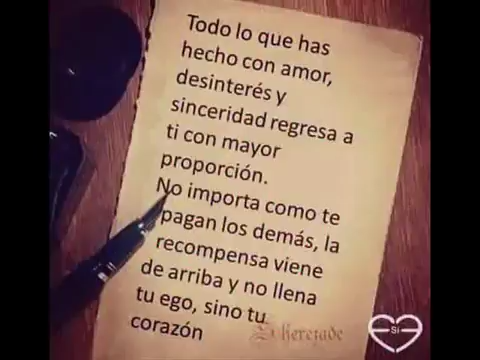 Todo lo que has
hecho con amor,
desinterés y
sinceridad regresa a
ti con mayor
proporción.
No importa como te
pagan los demás, la
recompensa viene
de arriba y no llena
tu ego, sino tu
corazón
Si